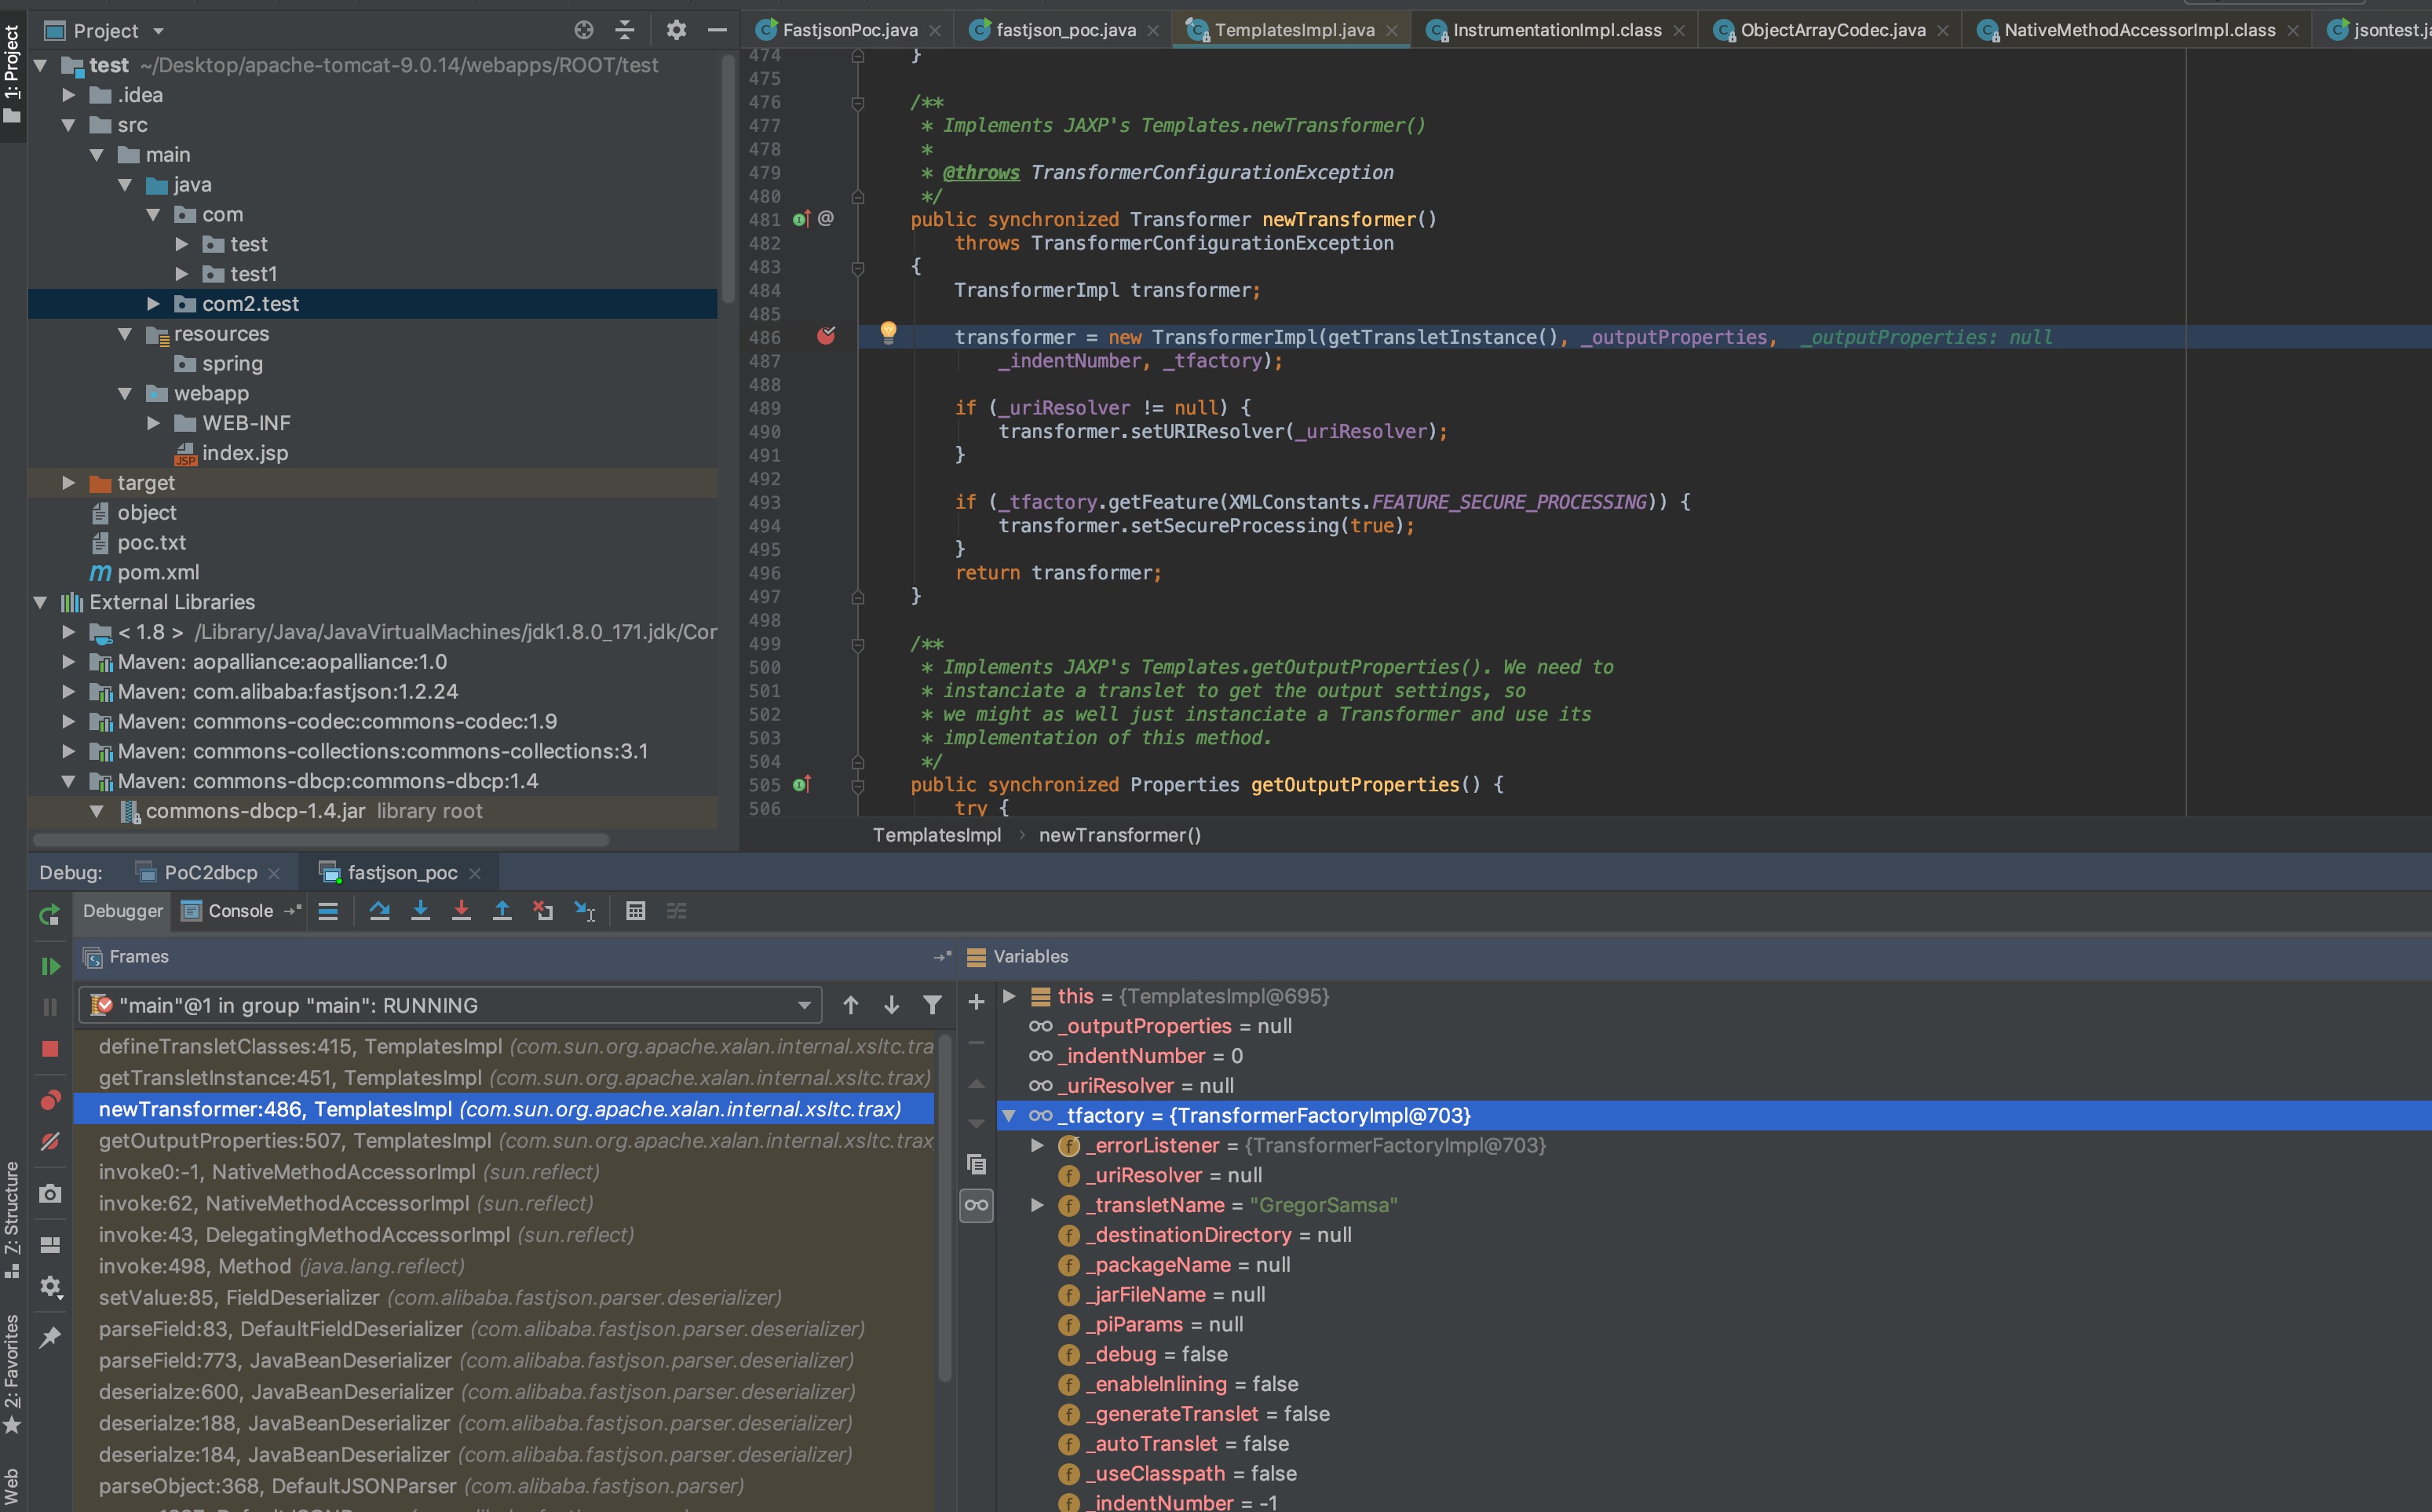 Project
FastjsonPoc.java
fastjson_poc.java
TemplatesImpl.java
InstrumentationImpl.class
ObjectArrayCodec.java
NativeMethodAccessorImpl.class
jsontest.ja
1: Project
test ~/Desktop/apache-tomcat-9.0.14/webapps/ROOT/test
.idea
src
main
java
com
test
test1
com2.test
resources
spring
webapp
WEB-INF
index.jsp
target
object
poc.txt
pom.xml
External Libraries
< 1.8 > /Library/Java/JavaVirtualMachines/jdk1.8.0_171.jdk/Cor
Maven: aopalliance:aopalliance:1.0
Maven: com.alibaba:fastjson:1.2.24
Maven: commons-codec:commons-codec:1.9
Maven: commons-collections:commons-collections:3.1
Maven: commons-dbcp:commons-dbcp:1.4
commons-dbcp-1.4.jar library root
474 }
475
476 /**
477 * Implements JAXP's Templates.newTransformer()
478 *
479 * @throws TransformerConfigurationException
480 */
481 @ public synchronized Transformer newTransformer()
482 throws TransformerConfigurationException
483 {
484 TransformerImpl transformer;
485
486 transformer = new TransformerImpl(getTransletInstance(), _outputProperties, _outputProperties: null
487 _indentNumber, _tfactory);
488
489 if (_uriResolver != null) {
490 transformer.setURIResolver(_uriResolver);
491 }
492
493 if (_tfactory.getFeature(XMLConstants.FEATURE_SECURE_PROCESSING)) {
494 transformer.setSecureProcessing(true);
495 }
496 return transformer;
497 }
498
499 /**
500 * Implements JAXP's Templates.getOutputProperties(). We need to
501 * instanciate a translet to get the output settings, so
502 * we might as well just instanciate a Transformer and use its
503 * implementation of this method.
504 */
505 public synchronized Properties getOutputProperties() {
506 try {
TemplatesImpl › newTransformer()
Debug: PoC2dbcp fastjson_poc
Debugger Console
Frames
"main"@1 in group "main": RUNNING
defineTransletClasses:415, TemplatesImpl (com.sun.org.apache.xalan.internal.xsltc.tra
getTransletInstance:451, TemplatesImpl (com.sun.org.apache.xalan.internal.xsltc.trax)
newTransformer:486, TemplatesImpl (com.sun.org.apache.xalan.internal.xsltc.trax)
getOutputProperties:507, TemplatesImpl (com.sun.org.apache.xalan.internal.xsltc.trax
invoke0:-1, NativeMethodAccessorImpl (sun.reflect)
invoke:62, NativeMethodAccessorImpl (sun.reflect)
invoke:43, DelegatingMethodAccessorImpl (sun.reflect)
invoke:498, Method (java.lang.reflect)
setValue:85, FieldDeserializer (com.alibaba.fastjson.parser.deserializer)
parseField:83, DefaultFieldDeserializer (com.alibaba.fastjson.parser.deserializer)
parseField:773, JavaBeanDeserializer (com.alibaba.fastjson.parser.deserializer)
deserialze:600, JavaBeanDeserializer (com.alibaba.fastjson.parser.deserializer)
deserialze:188, JavaBeanDeserializer (com.alibaba.fastjson.parser.deserializer)
deserialze:184, JavaBeanDeserializer (com.alibaba.fastjson.parser.deserializer)
parseObject:368, DefaultJSONParser (com.alibaba.fastjson.parser)
Variables
this = {TemplatesImpl@695}
_outputProperties = null
_indentNumber = 0
_uriResolver = null
_tfactory = {TransformerFactoryImpl@703}
_errorListener = {TransformerFactoryImpl@703}
_uriResolver = null
_transletName = "GregorSamsa"
_destinationDirectory = null
_packageName = null
_jarFileName = null
_piParams = null
_debug = false
_enableInlining = false
_generateTranslet = false
_autoTranslet = false
_useClasspath = false
_indentNumber = -1
7: Structure
2: Favorites
Web